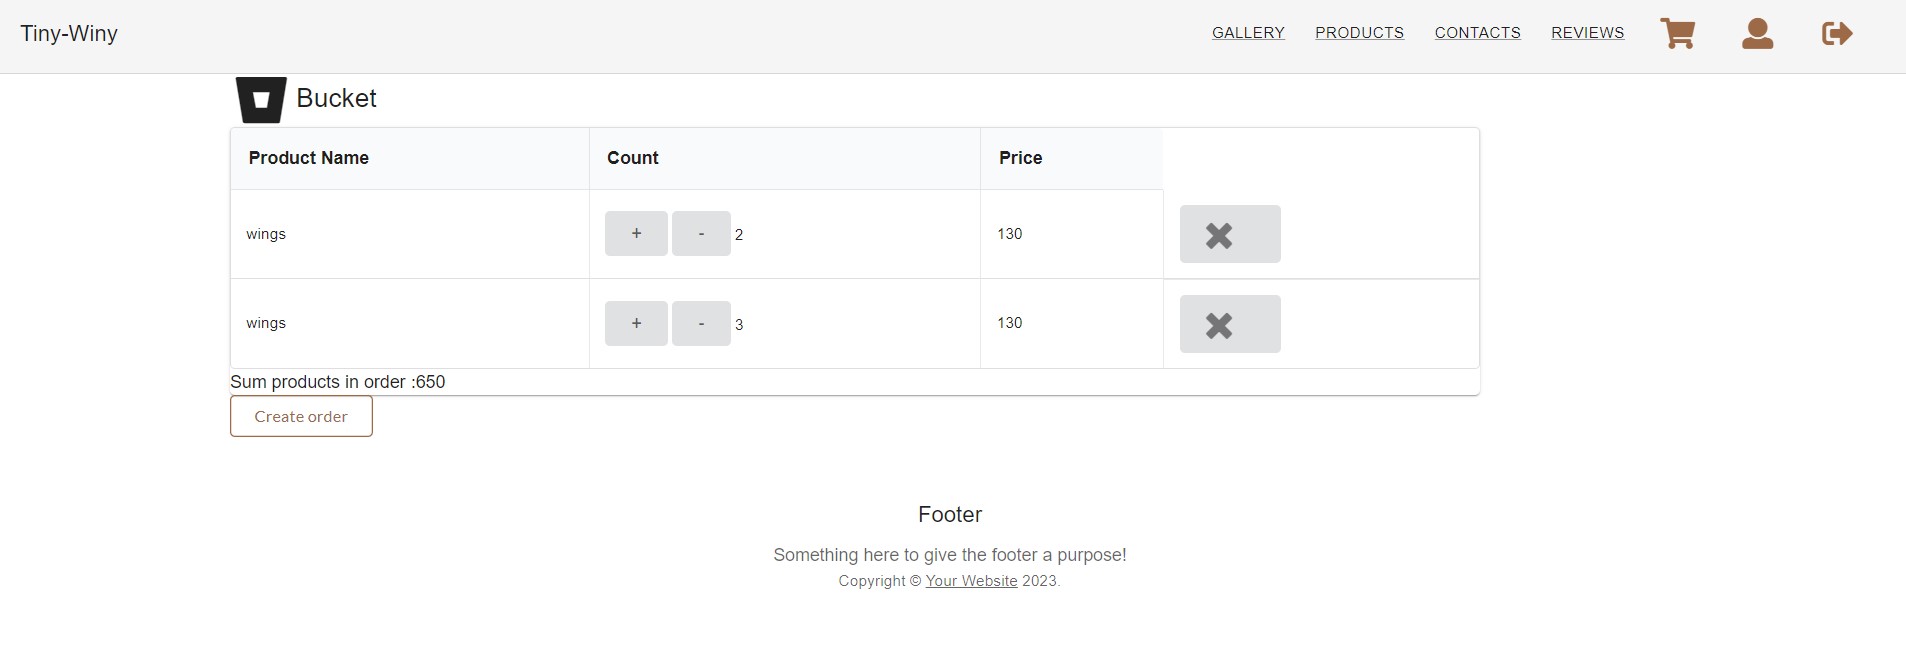 Tiny-Winy
GALLERY PRODUCTS CONTACTS REVIEWS
Bucket
Product Name Count Price
wings + - 2 130
wings + - 3 130
Sum products in order :650
Create order
Footer
Something here to give the footer a purpose!
Copyright © Your Website 2023.